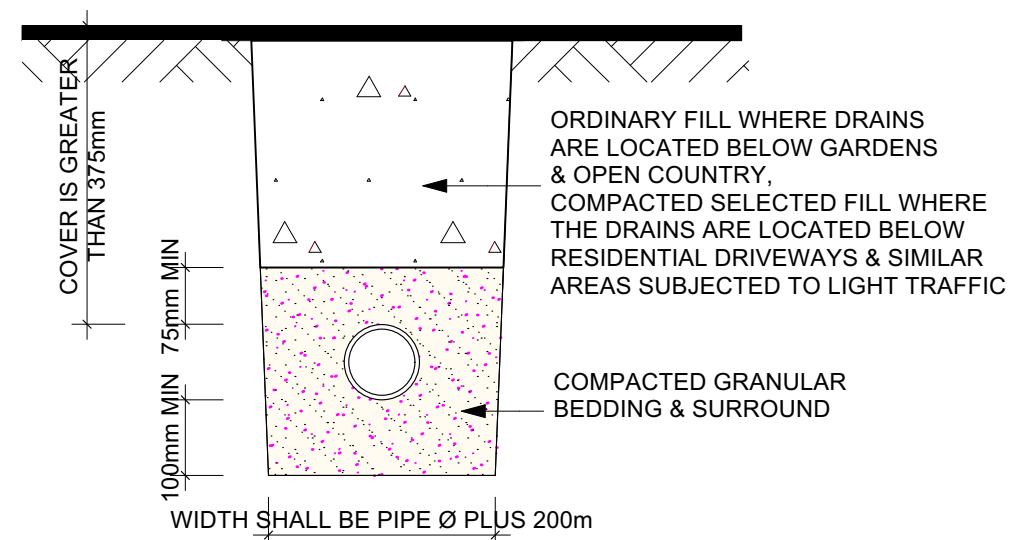 COVER IS GREATER
THAN 375mm
ORDINARY FILL WHERE DRAINS
ARE LOCATED BELOW GARDENS
& OPEN COUNTRY,
COMPACTED SELECTED FILL WHERE
THE DRAINS ARE LOCATED BELOW
RESIDENTIAL DRIVEWAYS & SIMILAR
AREAS SUBJECTED TO LIGHT TRAFFIC
75mm MIN
100mm MIN
COMPACTED GRANULAR
BEDDING & SURROUND
WIDTH SHALL BE PIPE Ø PLUS 200m